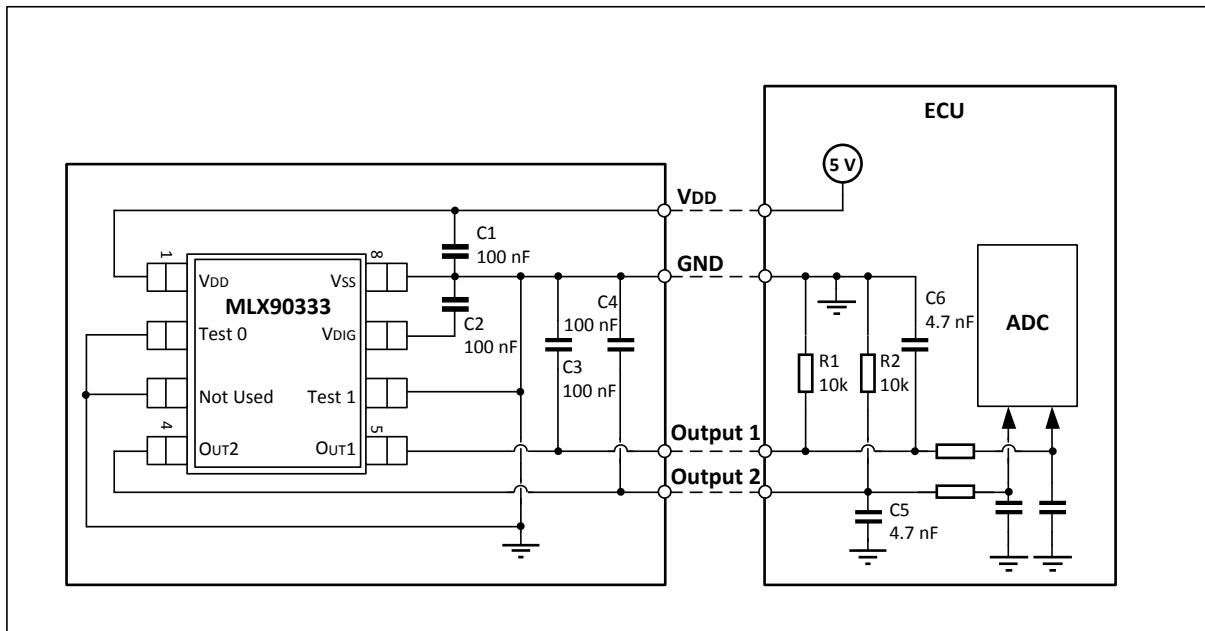 ECU
5 V
VDD
GND
C1
100 nF
1
8
VDD
VSS
MLX90333
Test 0
VDIG
Not Used
Test 1
4
5
OUT2
OUT1
C2
100 nF
C4
100 nF
C3
100 nF
C6
4.7 nF
ADC
R1
10k
R2
10k
Output 1
Output 2
C5
4.7 nF